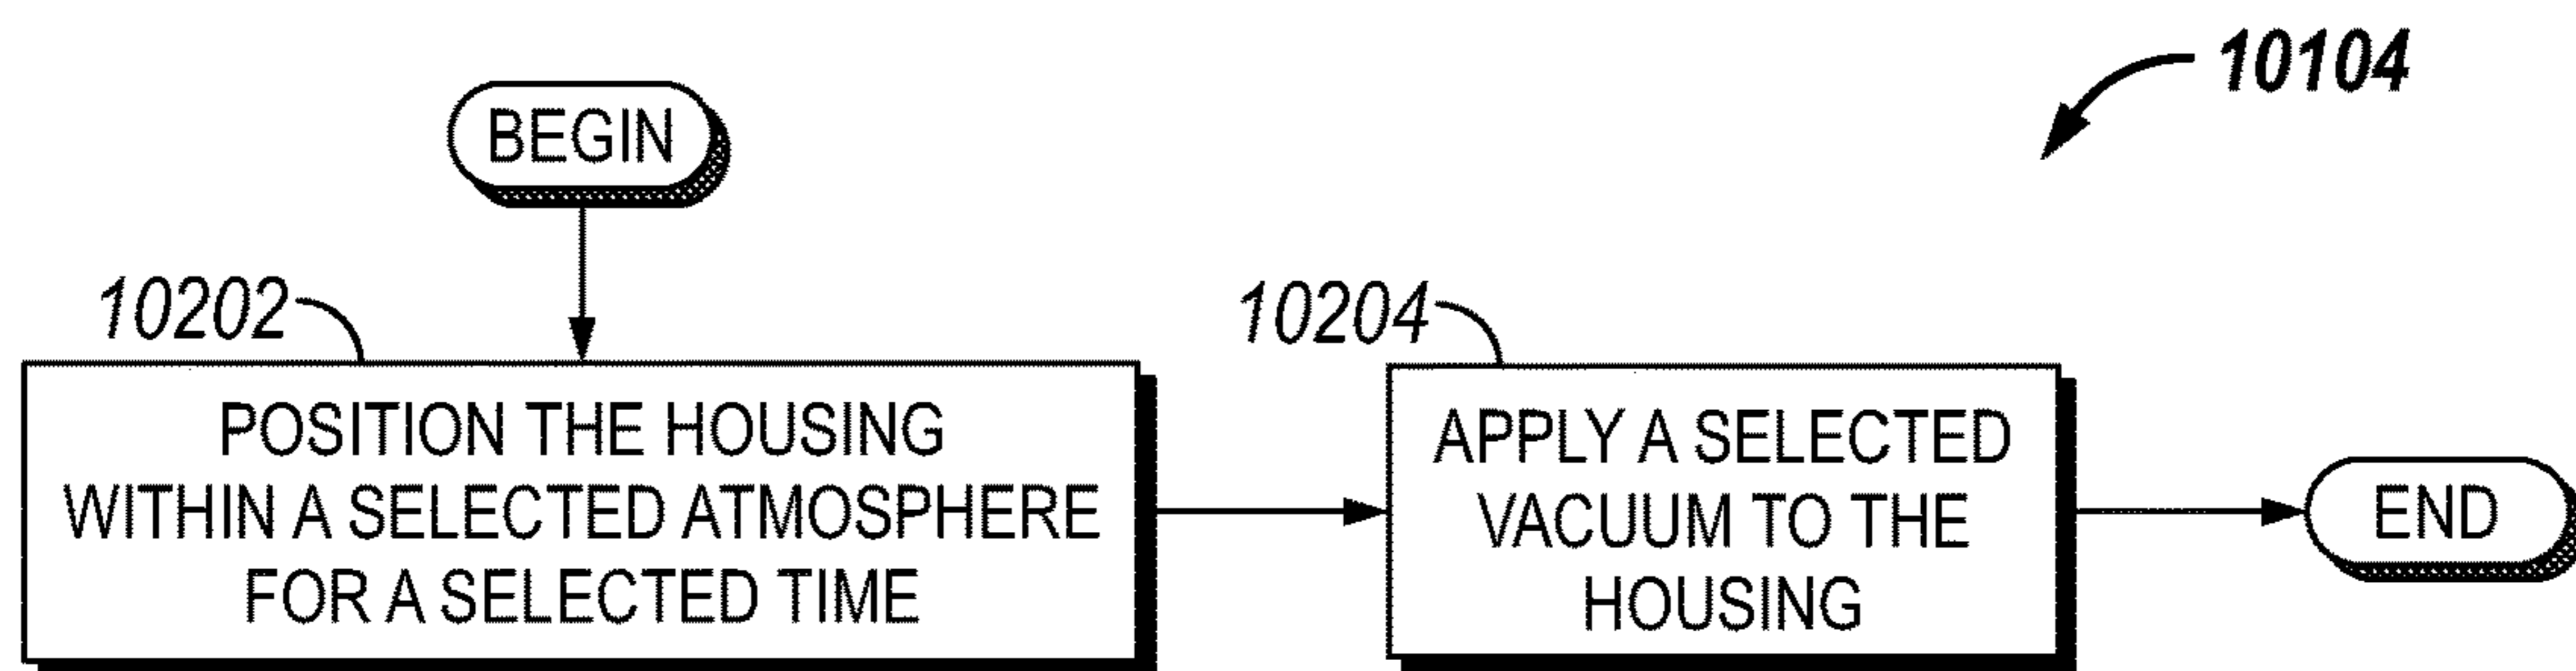 10104
BEGIN
10202
POSITION THE HOUSING
WITHIN A SELECTED ATMOSPHERE
FOR A SELECTED TIME
10204
APPLY A SELECTED
VACUUM TO THE
HOUSING
END